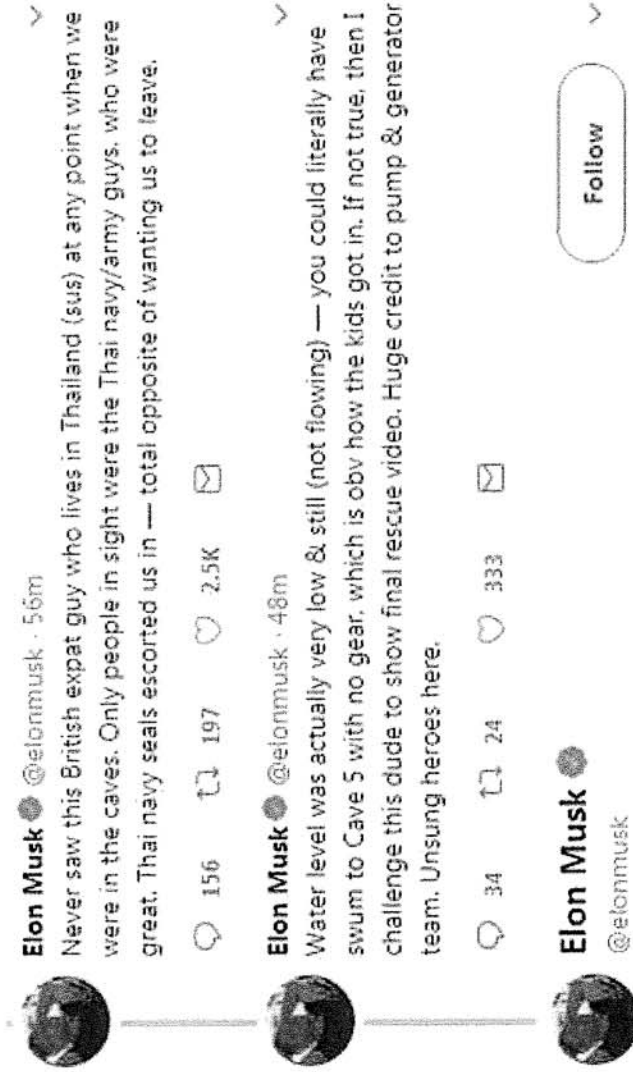 Elon Musk @elonmusk · 56m
Never saw this British expat guy who lives in Thailand (sus) at any point when we
were in the caves. Only people in sight were the Thai navy/army guys, who were
great. Thai navy seals escorted us in — total opposite of wanting us to leave.
156 197 2.5K
Elon Musk @elonmusk · 48m
Water level was actually very low & still (not flowing) — you could literally have
swum to Cave 5 with no gear, which is obv how the kids got in. If not true, then I
challenge this dude to show final rescue video. Huge credit to pump & generator
team. Unsung heroes here.
34 24 333
Elon Musk
@elonmusk
Follow